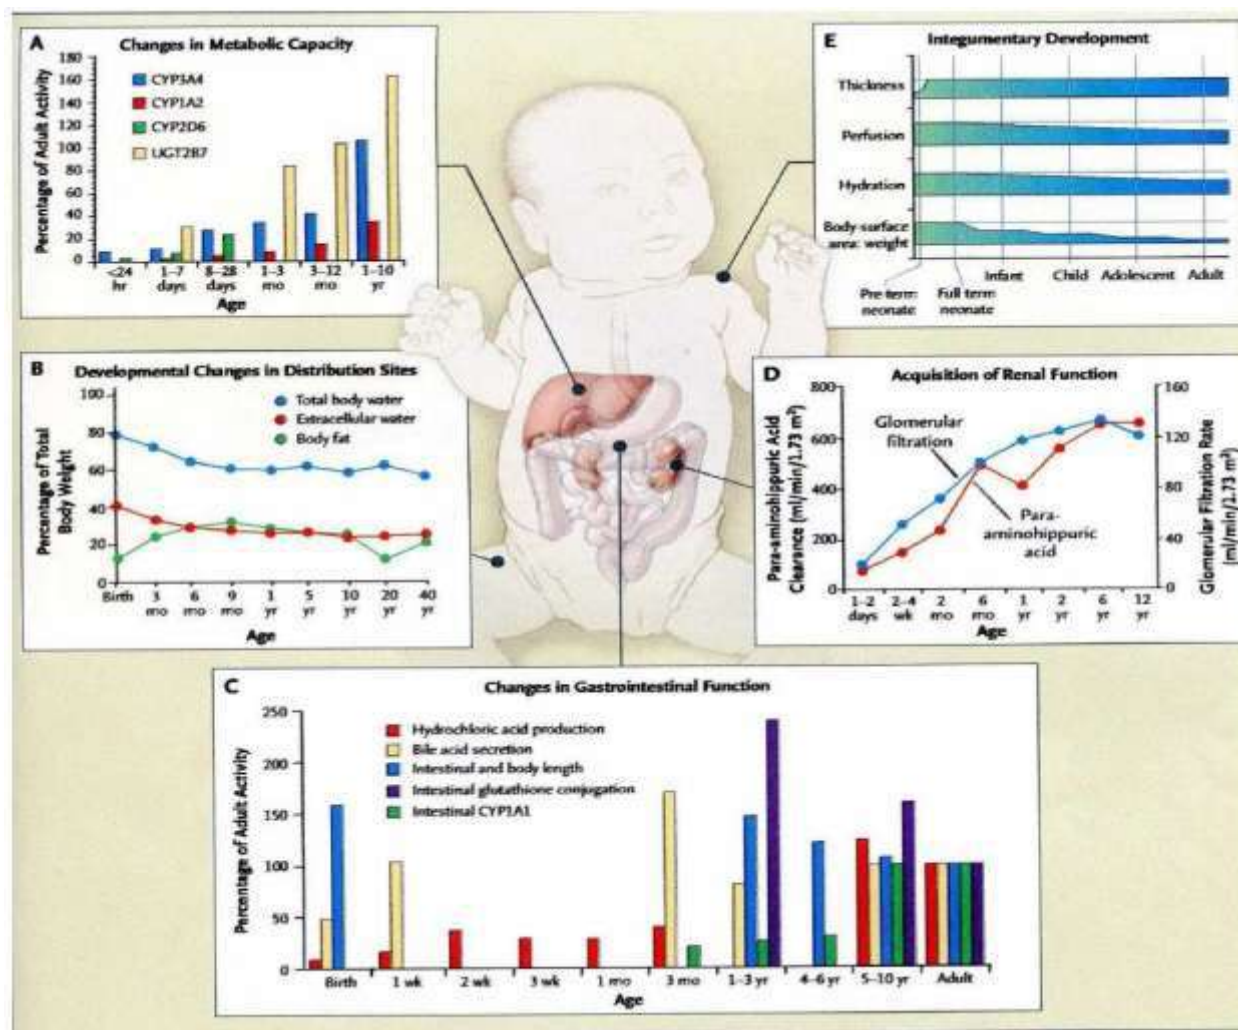 A
Changes in Metabolic Capacity
Percentage of Adult Activity
180
160
140
120
100
80
60
40
20
0
CYP3A4
CYP1A2
CYP2D6
UGT2B7
<24 hr
1–7 days
8–28 days
1–3 mo
3–12 mo
1–10 yr
Age
E
Integumentary Development
Thickness
Perfusion
Hydration
Body-surface
area: weight
Infant
Child
Adolescent
Adult
Pre-term
neonate
Full term
neonate
B
Developmental Changes in Distribution Sites
Percentage of Total
Body Weight
100
80
60
40
20
0
Total body water
Extracellular water
Body fat
Birth
3 mo
6 mo
9 mo
1 yr
5 yr
10 yr
20 yr
40 yr
Age
D
Acquisition of Renal Function
Para-aminohippuric Acid
Clearance (ml/min/1.73 m²)
800
600
400
200
0
Glomerular
filtration
Para-
aminohippuric
acid
160
120
80
40
0
Glomerular Filtration Rate
(ml/min/1.73 m²)
1–2 days
2–4 wk
2 mo
6 mo
1 yr
2 yr
6 yr
12 yr
Age
C
Changes in Gastrointestinal Function
Percentage of Adult Activity
250
200
150
100
50
0
Hydrochloric acid production
Bile acid secretion
Intestinal and body length
Intestinal glutathione conjugation
Intestinal CYP1A1
Birth
1 wk
2 wk
3 wk
1 mo
3 mo
1–3 yr
4–6 yr
5–10 yr
Adult
Age